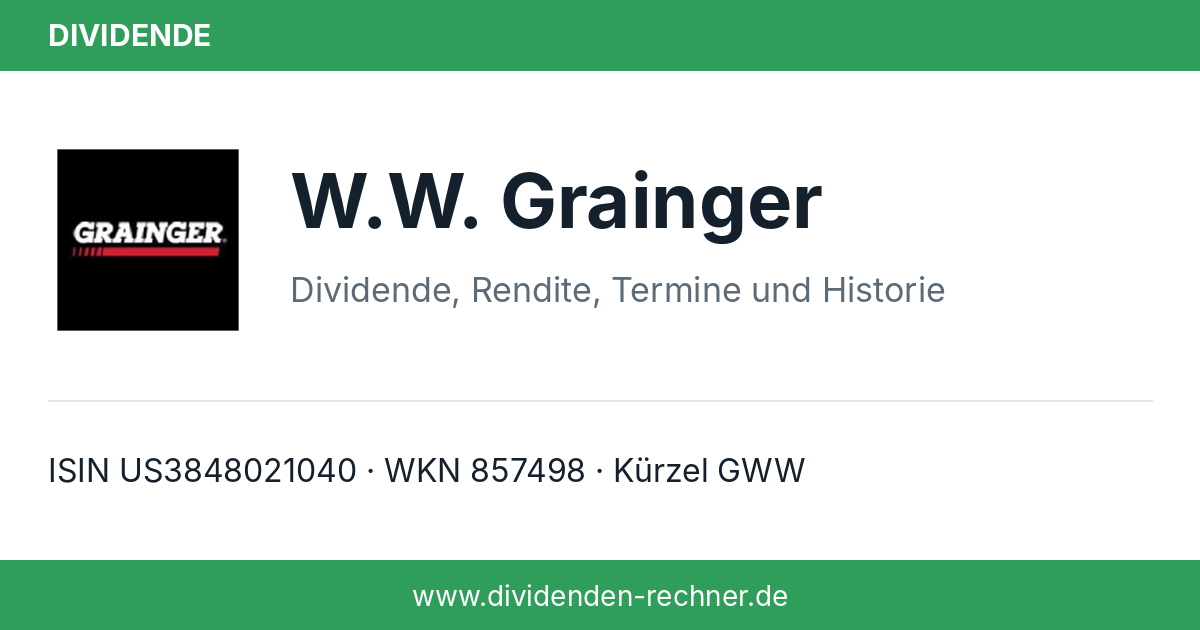 DIVIDENDE
GRAINGER
W.W. Grainger
Dividende, Rendite, Termine und Historie
ISIN US3848021040 · WKN 857498 · Kürzel GWW
www.dividenden-rechner.de